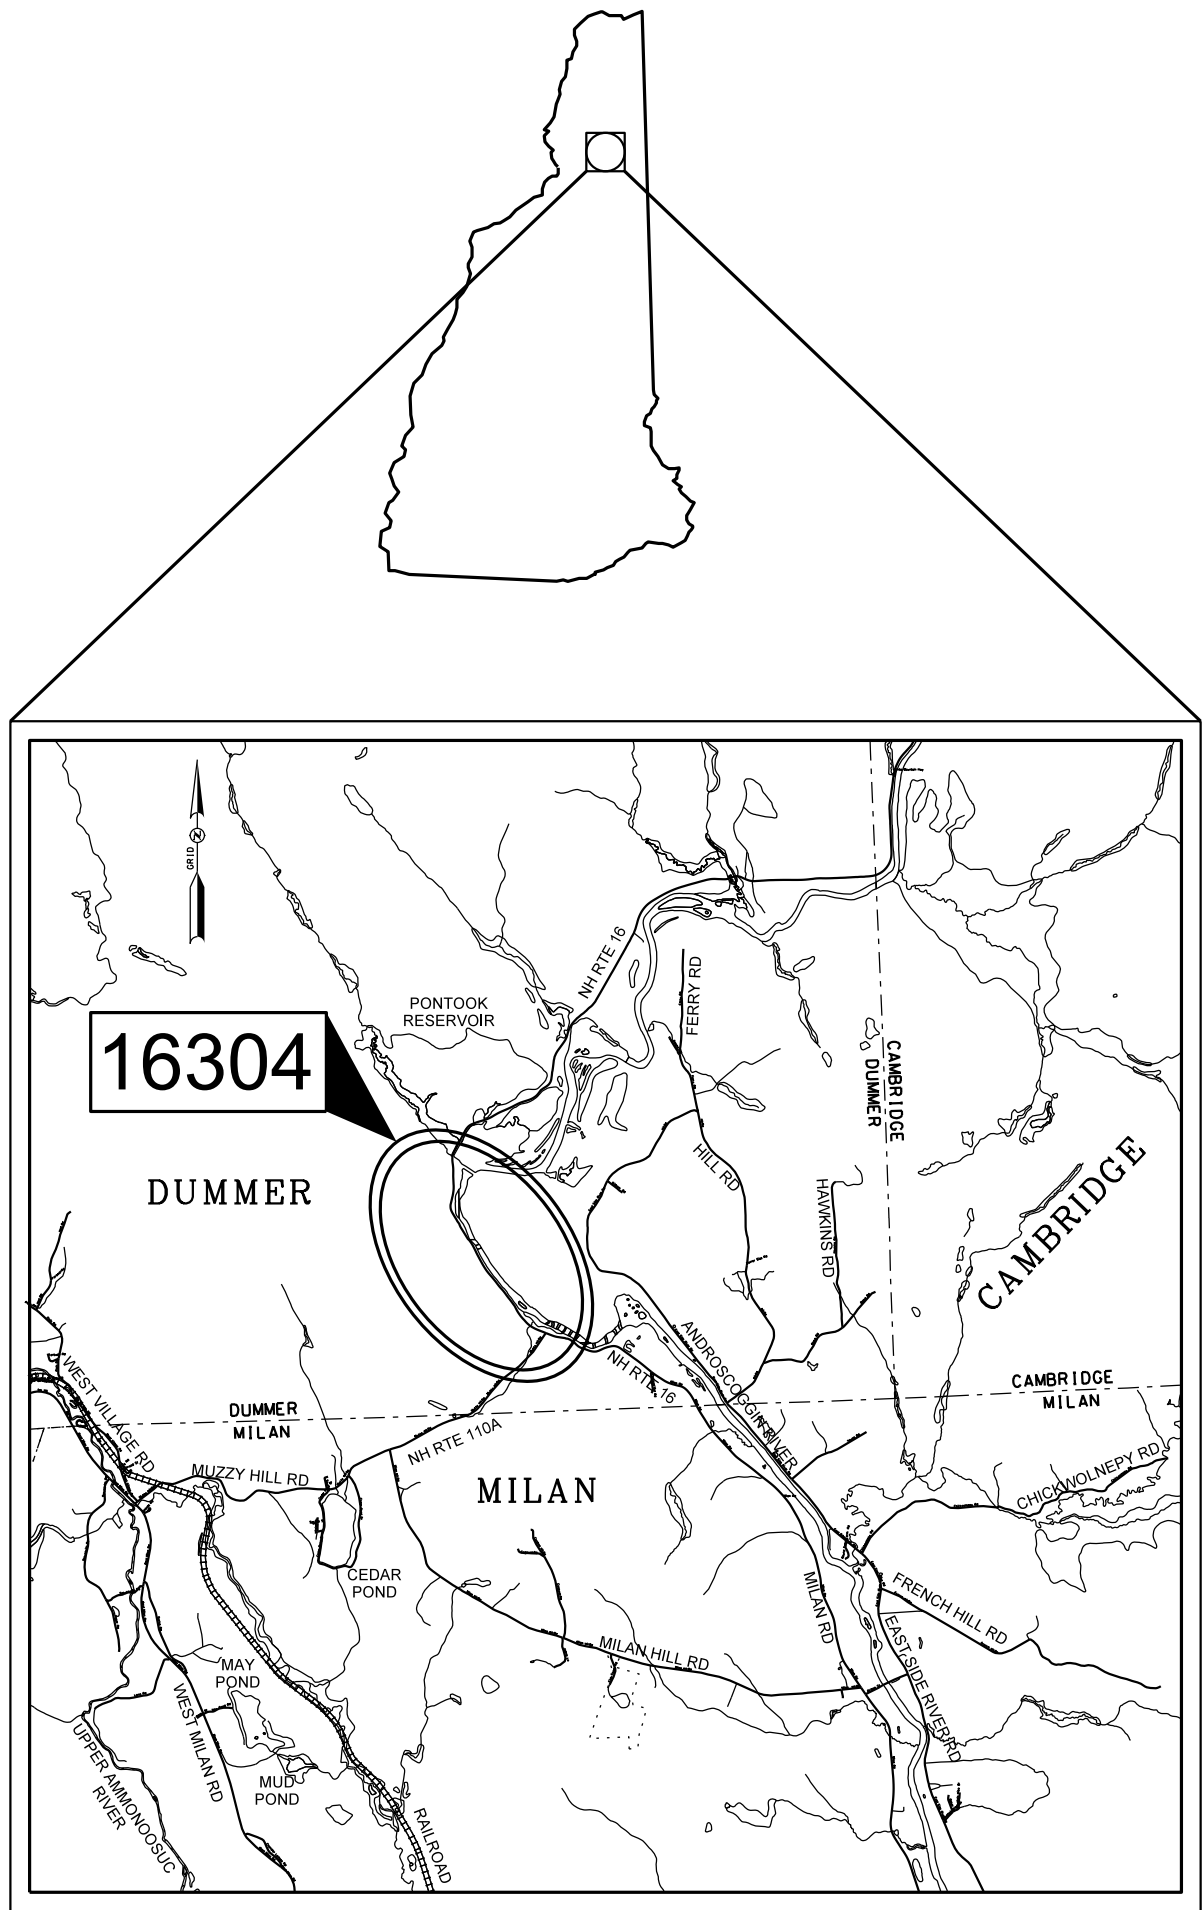 GRID
N
NH RTE 16
FERRY RD
PONTOOK
RESERVOIR
16304
CAMBRIDGE
DUMMER
DUMMER
HILL RD
HAWKINS RD
CAMBRIDGE
ANDROSCOGGIN RIVER
NH RTE 16
WEST VILLAGE RD
DUMMER
MILAN
CAMBRIDGE
MILAN
NH RTE 110A
MUZZY HILL RD
MILAN
CHICKWOLNEPY RD
CEDAR
POND
MILAN RD
FRENCH HILL RD
EAST SIDE RIVER RD
MILAN HILL RD
MAY
POND
WEST MILAN RD
UPPER AMMONOOSUC
RIVER
MUD
POND
RAILROAD